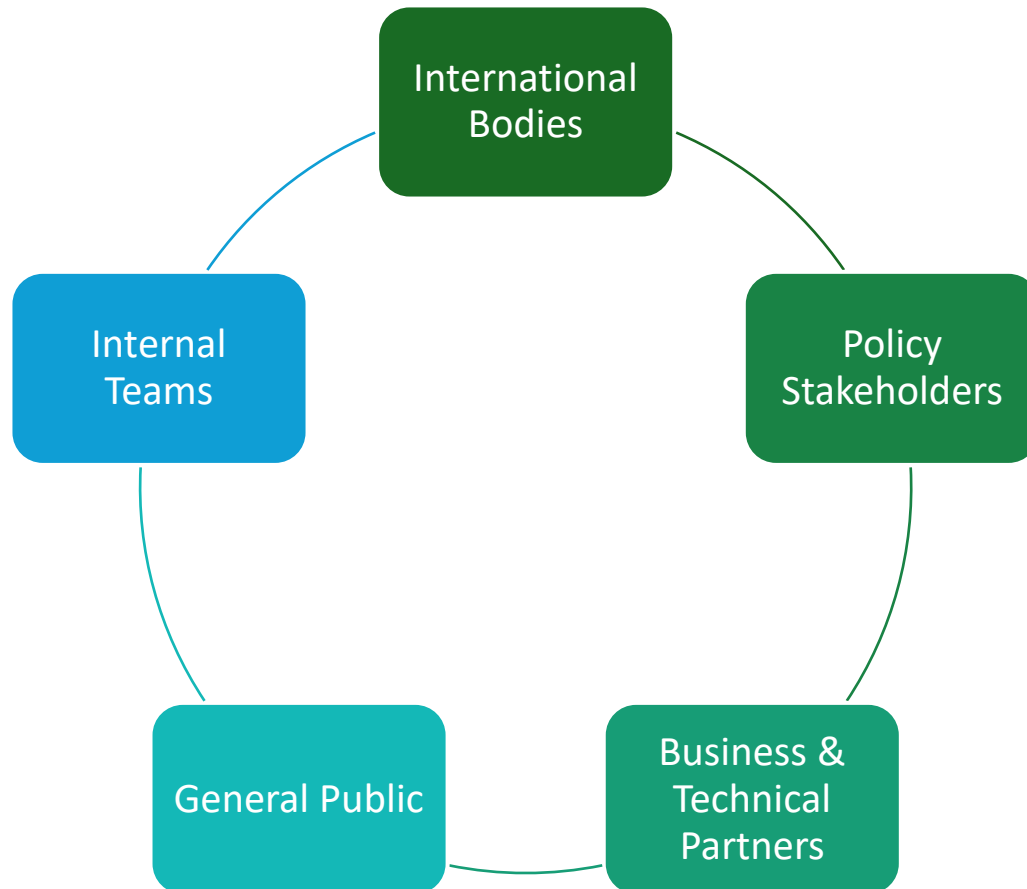 International
Bodies
Policy
Stakeholders
Business &
Technical
Partners
General Public
Internal
Teams